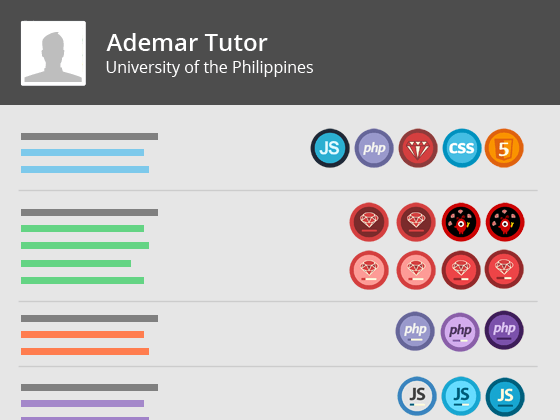 Ademar Tutor
University of the Philippines
JS php CSS 5
php php php
JS JS JS